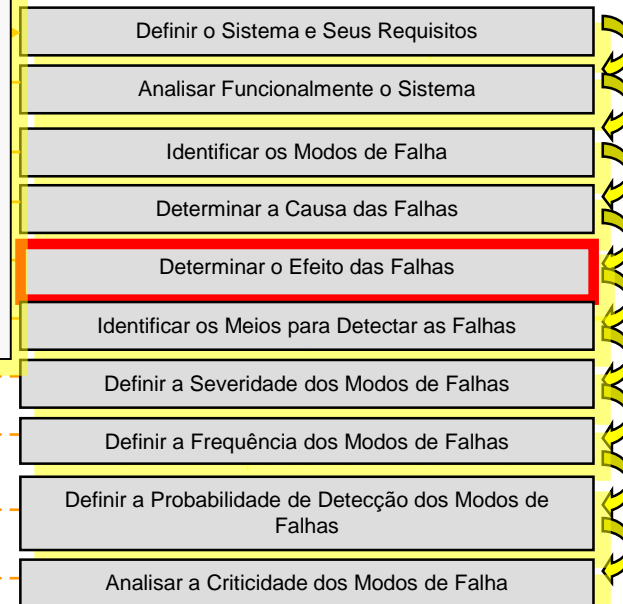 Definir o Sistema e Seus Requisitos
Analisar Funcionalmente o Sistema
Identificar os Modos de Falha
Determinar a Causa das Falhas
Determinar o Efeito das Falhas
Identificar os Meios para Detectar as Falhas
Definir a Severidade dos Modos de Falhas
Definir a Frequência dos Modos de Falhas
Definir a Probabilidade de Detecção dos Modos de
Falhas
Analisar a Criticidade dos Modos de Falha